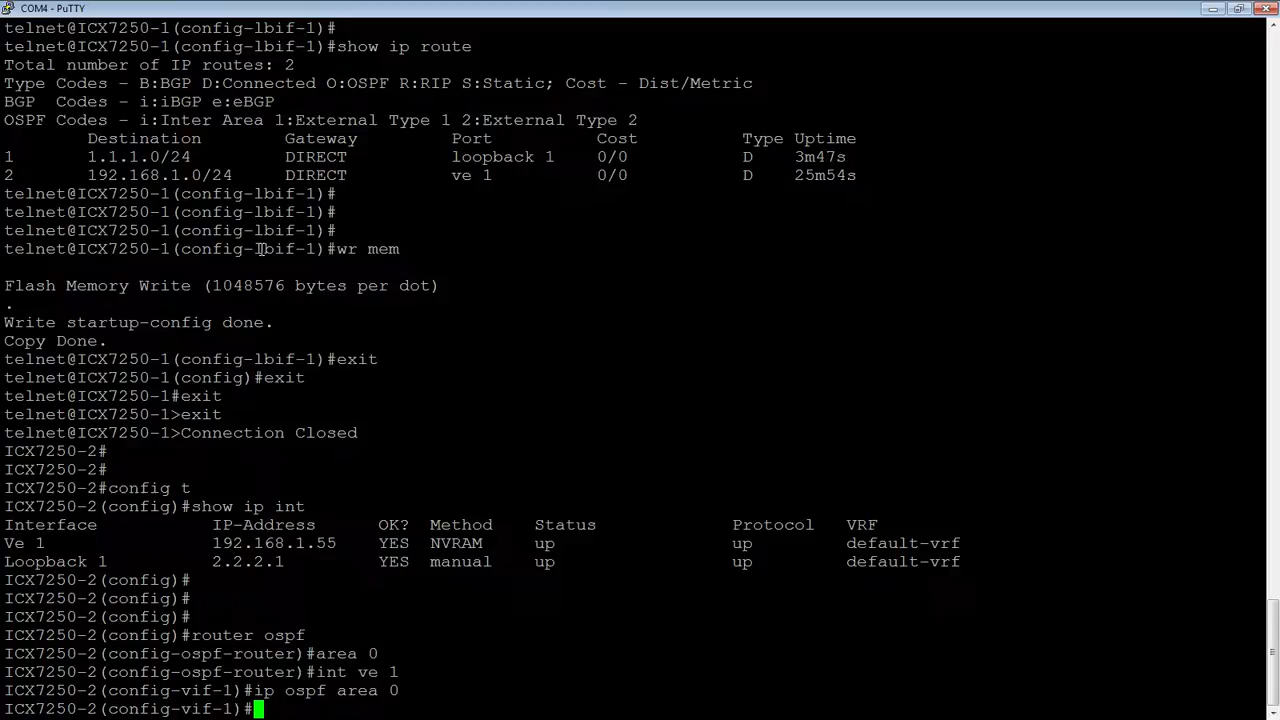 COM4 - PuTTY
telnet@ICX7250-1(config-lbif-1)#
telnet@ICX7250-1(config-lbif-1)#show ip route
Total number of IP routes: 2
Type Codes - B:BGP D:Connected O:OSPF R:RIP S:Static; Cost - Dist/Metric
BGP  Codes - i:iBGP e:eBGP
OSPF Codes - i:Inter Area 1:External Type 1 2:External Type 2
        Destination        Gateway         Port          Cost          Type Uptime
1       1.1.1.0/24         DIRECT          loopback 1    0/0           D    3m47s
2       192.168.1.0/24     DIRECT          ve 1          0/0           D    25m54s
telnet@ICX7250-1(config-lbif-1)#
telnet@ICX7250-1(config-lbif-1)#
telnet@ICX7250-1(config-lbif-1)#
telnet@ICX7250-1(config-lbif-1)#wr mem
Flash Memory Write (1048576 bytes per dot)
.
Write startup-config done.
Copy Done.
telnet@ICX7250-1(config-lbif-1)#exit
telnet@ICX7250-1(config)#exit
telnet@ICX7250-1#exit
telnet@ICX7250-1>exit
telnet@ICX7250-1>Connection Closed
ICX7250-2#
ICX7250-2#
ICX7250-2#config t
ICX7250-2(config)#show ip int
Interface           IP-Address      OK?  Method    Status             Protocol   VRF
Ve 1                192.168.1.55    YES  NVRAM     up                 up         default-vrf
Loopback 1          2.2.2.1         YES  manual    up                 up         default-vrf
ICX7250-2(config)#
ICX7250-2(config)#
ICX7250-2(config)#
ICX7250-2(config)#router ospf
ICX7250-2(config-ospf-router)#area 0
ICX7250-2(config-ospf-router)#int ve 1
ICX7250-2(config-vif-1)#ip ospf area 0
ICX7250-2(config-vif-1)#